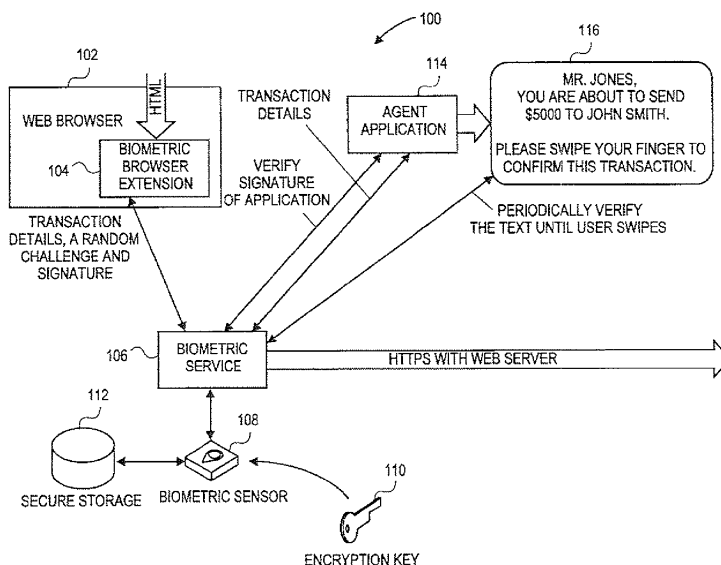 100
102
WEB BROWSER
HTML
104
BIOMETRIC
BROWSER
EXTENSION
TRANSACTION
DETAILS, A RANDOM
CHALLENGE AND
SIGNATURE
TRANSACTION
DETAILS
VERIFY
SIGNATURE
OF APPLICATION
114
AGENT
APPLICATION
116
MR. JONES,
YOU ARE ABOUT TO SEND
$5000 TO JOHN SMITH.
PLEASE SWIPE YOUR FINGER TO
CONFIRM THIS TRANSACTION.
PERIODICALLY VERIFY
THE TEXT UNTIL USER SWIPES
106
BIOMETRIC
SERVICE
HTTPS WITH WEB SERVER
112
SECURE STORAGE
108
BIOMETRIC SENSOR
110
ENCRYPTION KEY